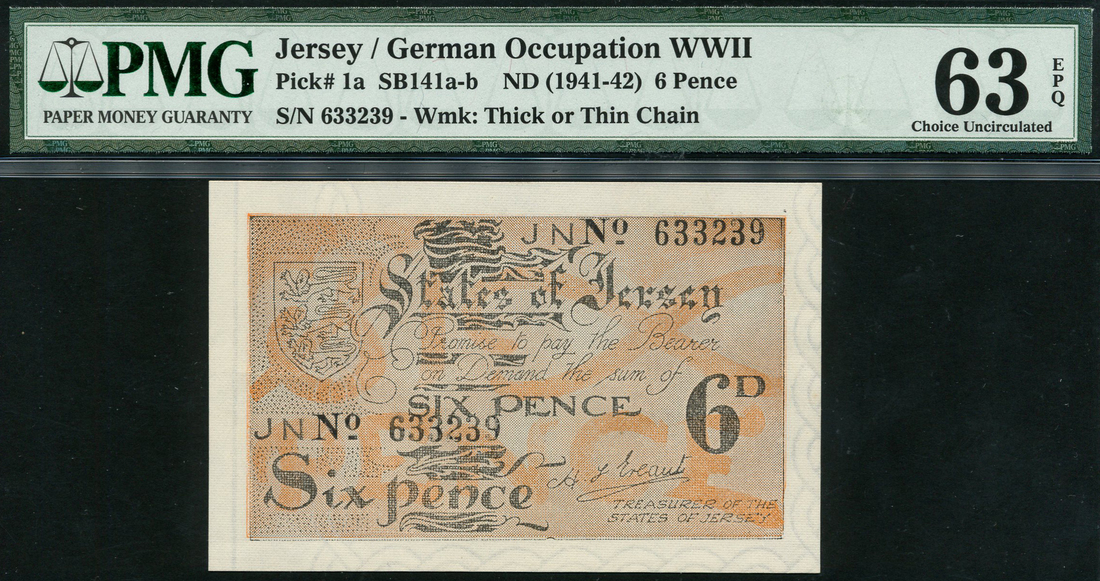 PMG
PAPER MONEY GUARANTY
Jersey / German Occupation WWII
Pick# 1a SB141a-b ND (1941-42) 6 Pence
S/N 633239 - Wmk: Thick or Thin Chain
63
EPQ
Choice Uncirculated
JN Nº 633239
States of Jersey
Promise to pay the Bearer
on Demand the sum of
SIX PENCE
6D
JN Nº 633239
Six pence
H F Ereaut
TREASURER OF THE
STATES OF JERSEY